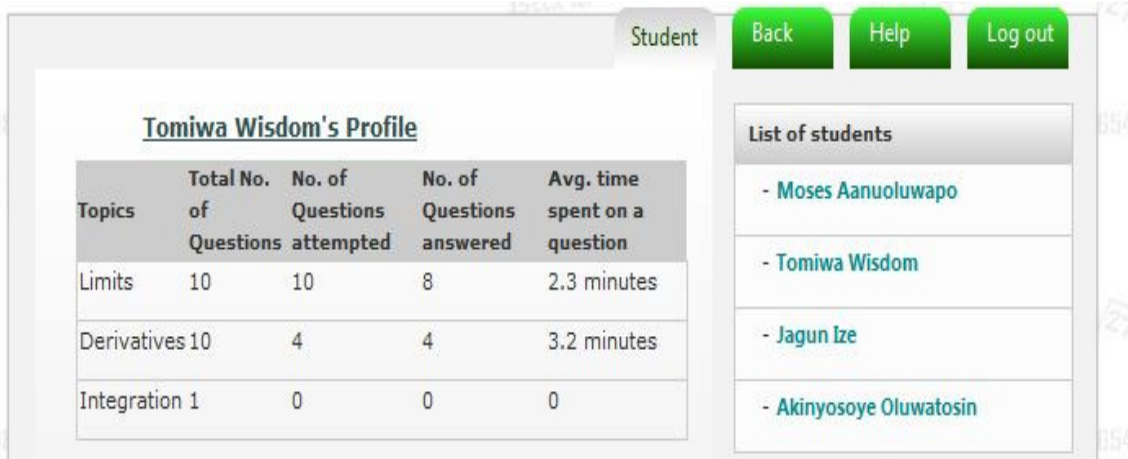 Student Back Help Log out
Tomiwa Wisdom's Profile
Topics Total No. of Questions No. of Questions attempted No. of Questions answered Avg. time spent on a question
Limits 10 10 8 2.3 minutes
Derivatives 10 4 4 3.2 minutes
Integration 1 0 0 0
List of students
- Moses Aanuoluwapo
- Tomiwa Wisdom
- Jagun Ize
- Akinyosoye Oluwatosin